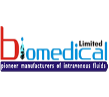 Limited
biomedical
pioneer manufacturers of intravenous fluids